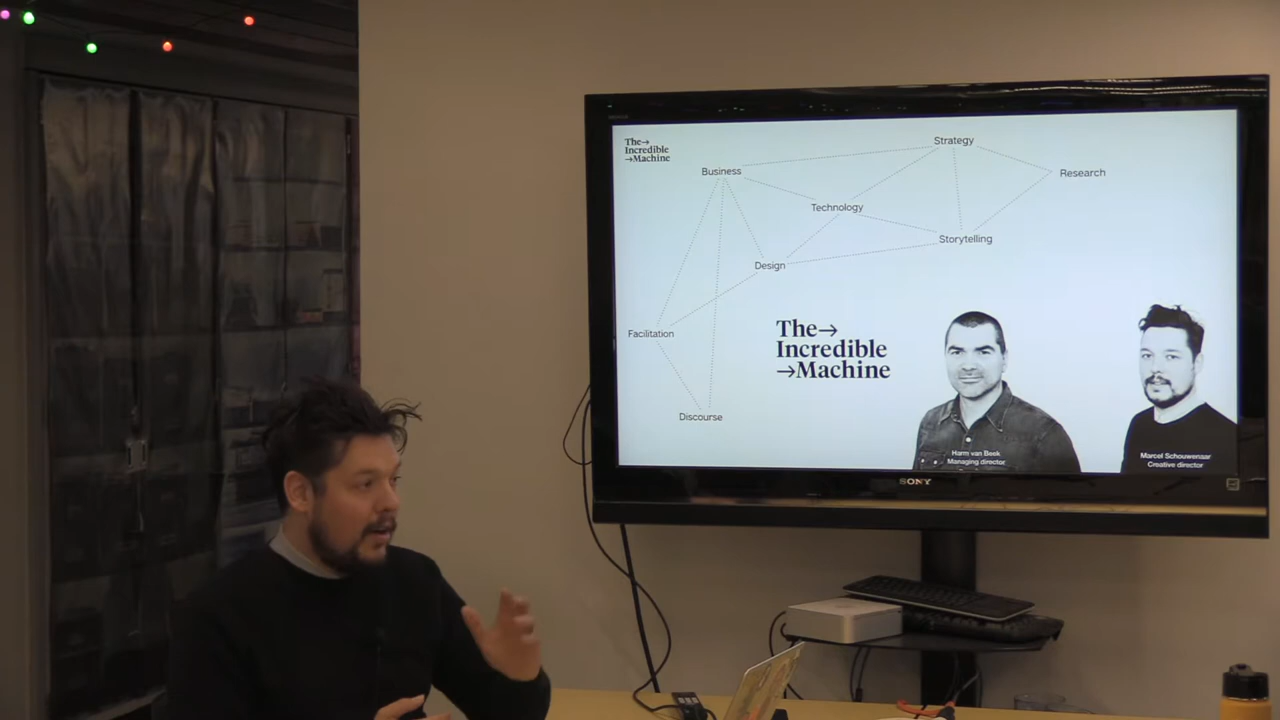 The→
Incredible
→Machine
Strategy
Business
Research
Technology
Storytelling
Design
Facilitation
The→
Incredible
→Machine
Discourse
Harm van Beek
Managing director
Marcel Schouwenaar
Creative director
SONY